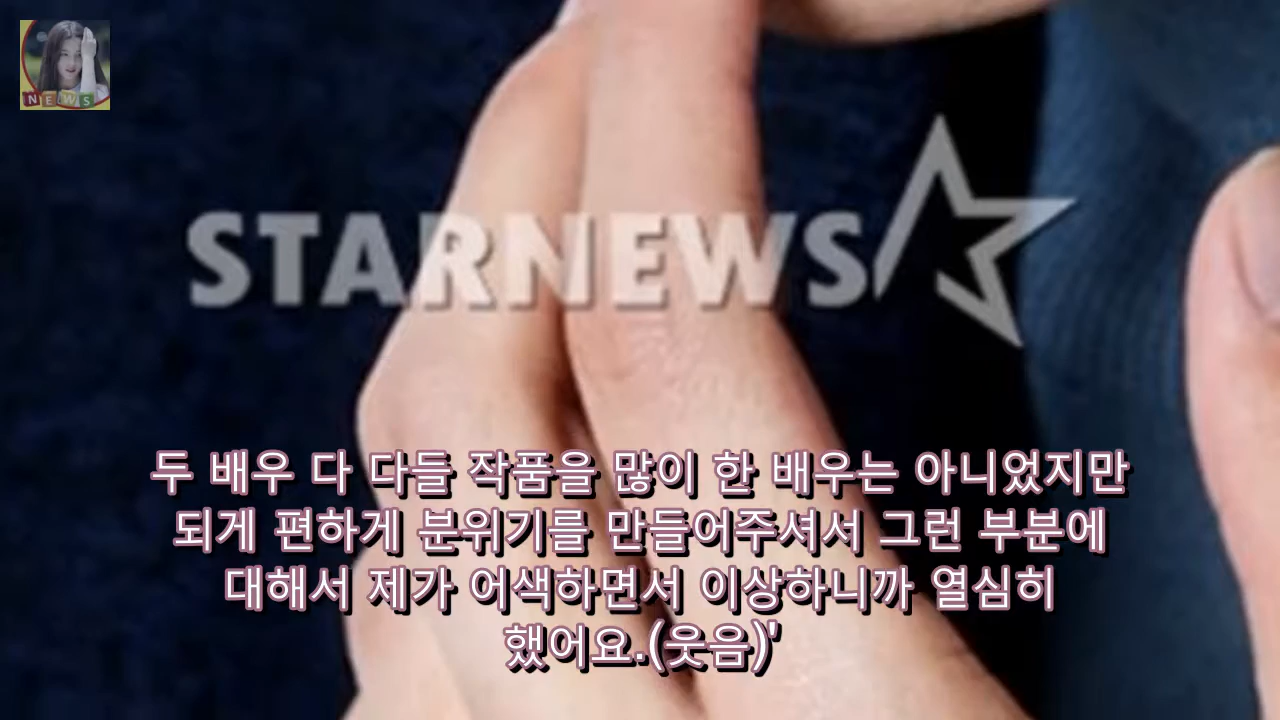 NEWS
STARNEWS
두 배우 다 다들 작품을 많이 한 배우는 아니었지만
되게 편하게 분위기를 만들어주셔서 그런 부분에
대해서 제가 어색하면서 이상하니까 열심히
했어요.(웃음)'